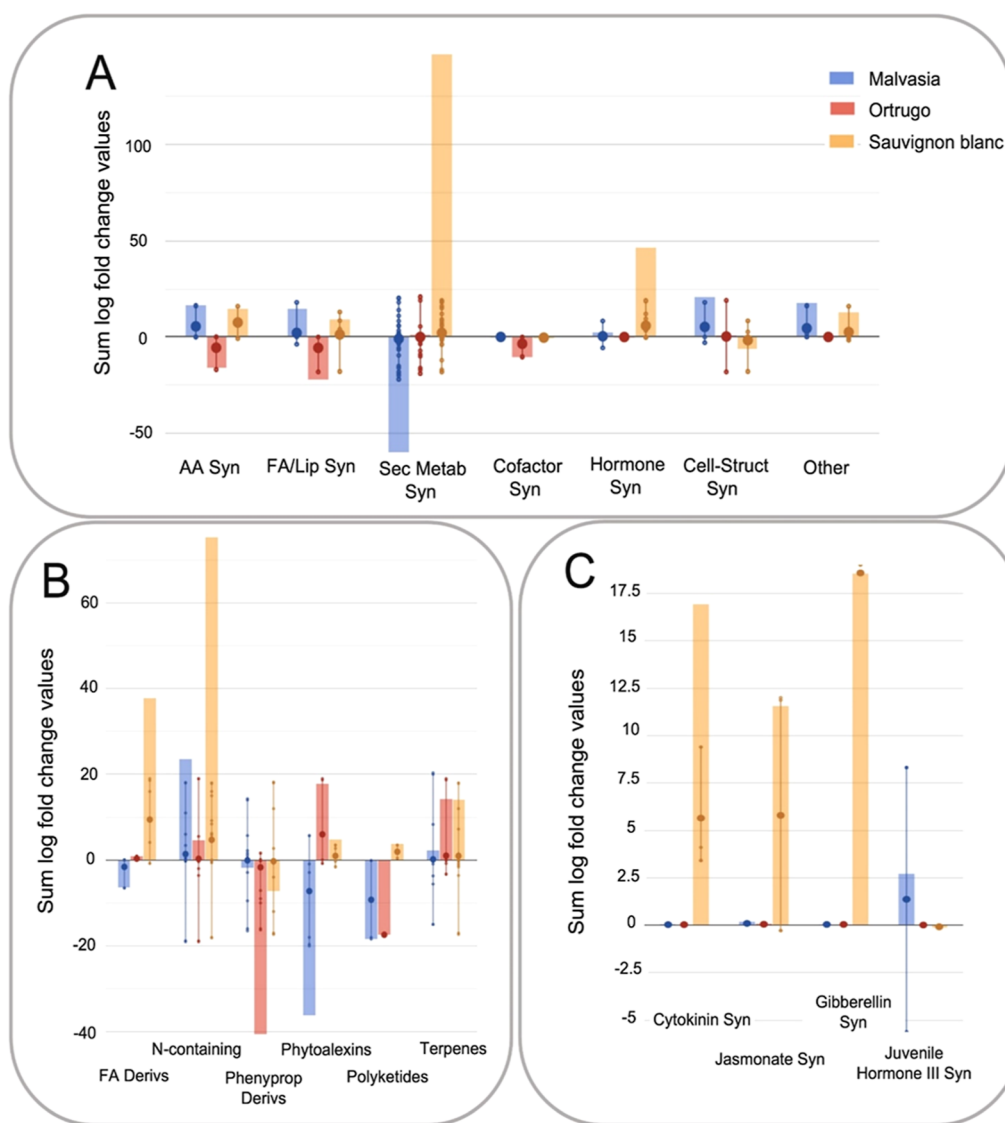 A
Sum log fold change values
100
50
0
-50
Malvasia
Ortrugo
Sauvignon blanc
AA Syn
FA/Lip Syn
Sec Metab
Syn
Cofactor
Syn
Hormone
Syn
Cell-Struct
Syn
Other
B
Sum log fold change values
60
40
20
0
-20
-40
FA Derivs
N-containing
Phenyprop
Derivs
Phytoalexins
Polyketides
Terpenes
C
Sum log fold change values
17.5
15
12.5
10
7.5
5
2.5
0
-2.5
-5
Cytokinin Syn
Jasmonate Syn
Gibberellin
Syn
Juvenile
Hormone III Syn